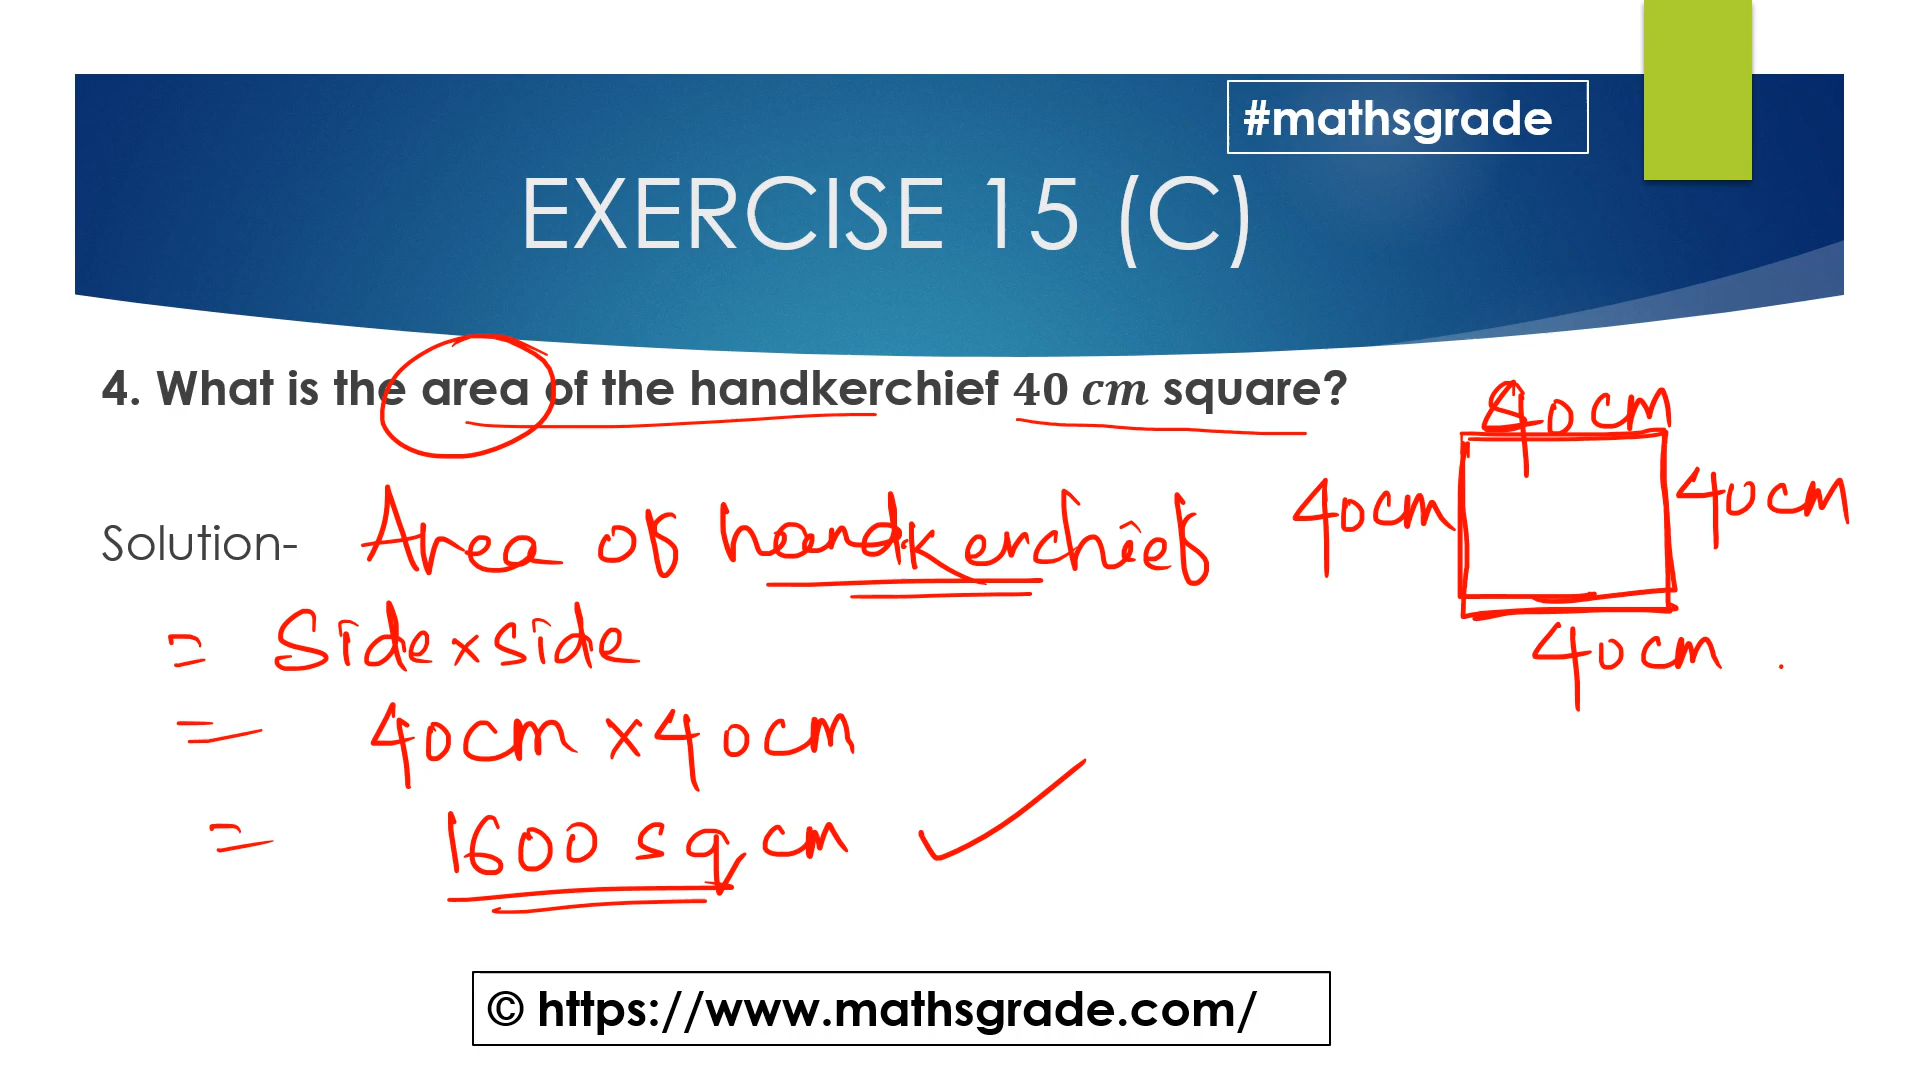 #mathsgrade
EXERCISE 15 (C)
4. What is the area of the handkerchief 40 cm square?
40cm
40cm
40cm
40cm
Solution- Area of handkerchief
= Side×side
= 40cm ×40cm
= 1600 sq cm
© https://www.mathsgrade.com/